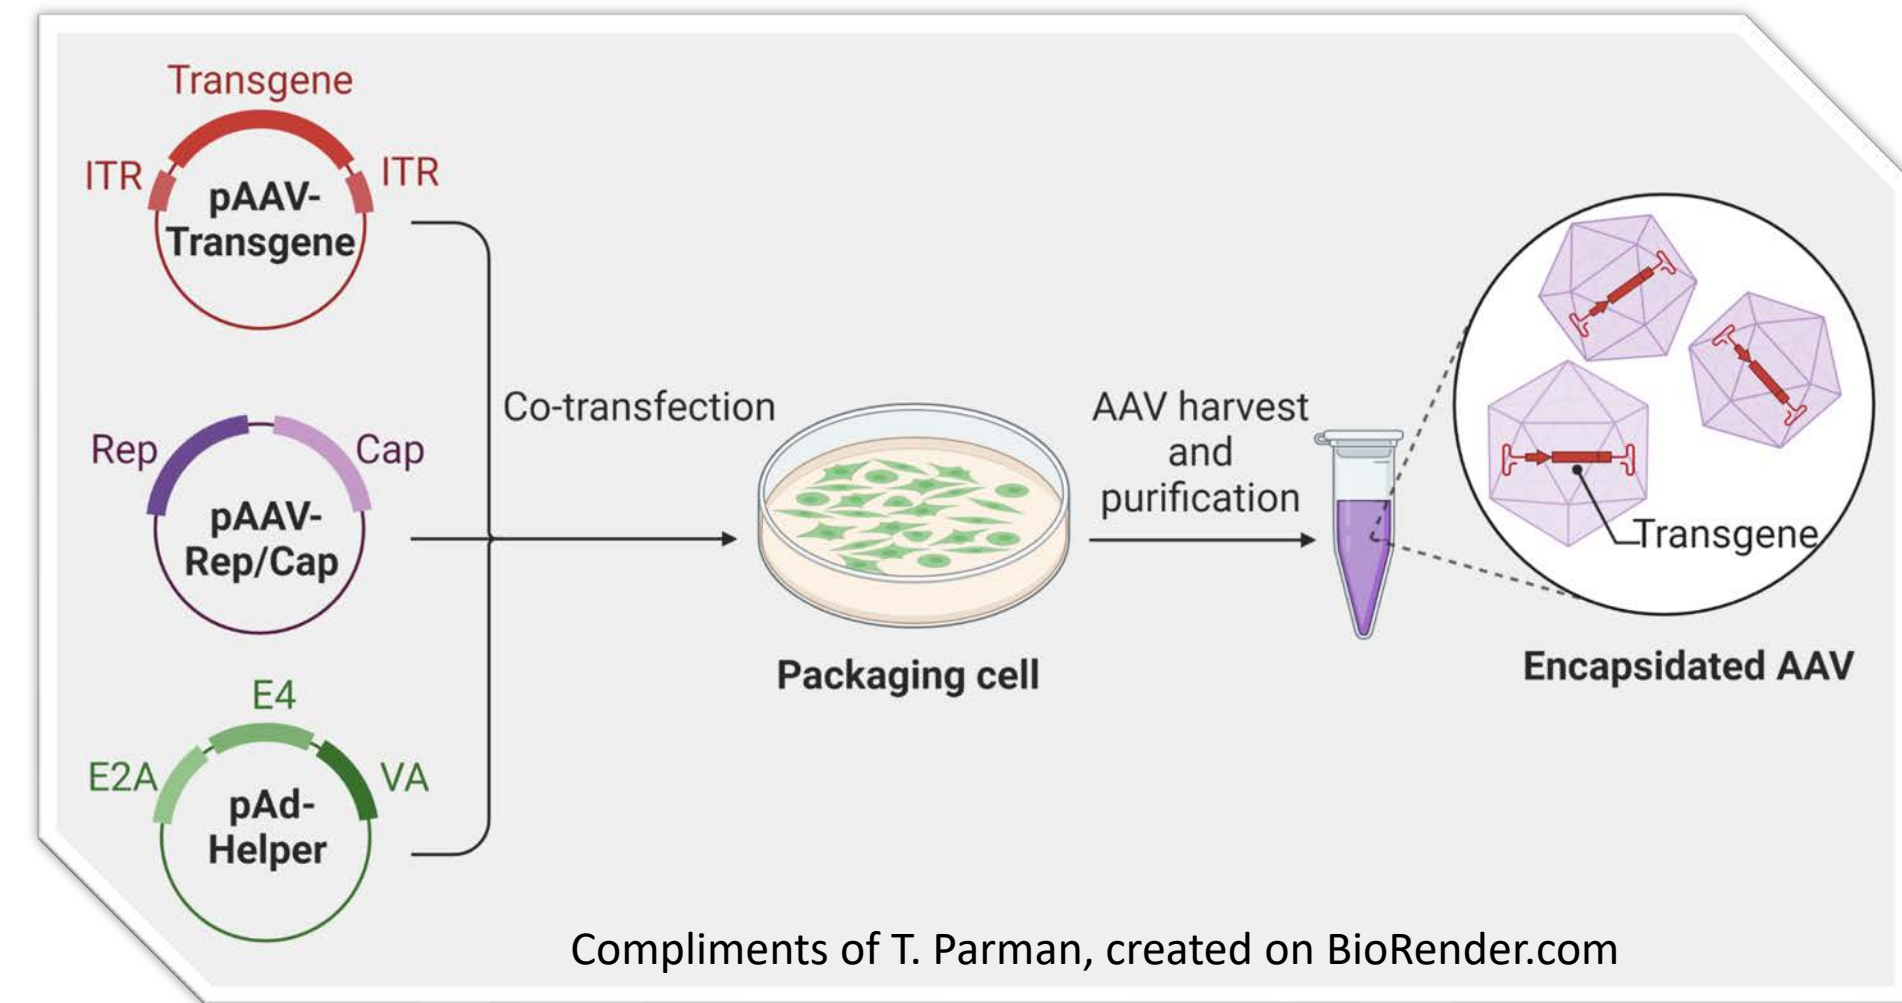 Transgene
ITR
ITR
pAAV-
Transgene
Rep
Cap
pAAV-
Rep/Cap
E4
E2A
VA
pAd-
Helper
Co-transfection
Packaging cell
AAV harvest
and
purification
Transgene
Encapsidated AAV
Compliments of T. Parman, created on BioRender.com